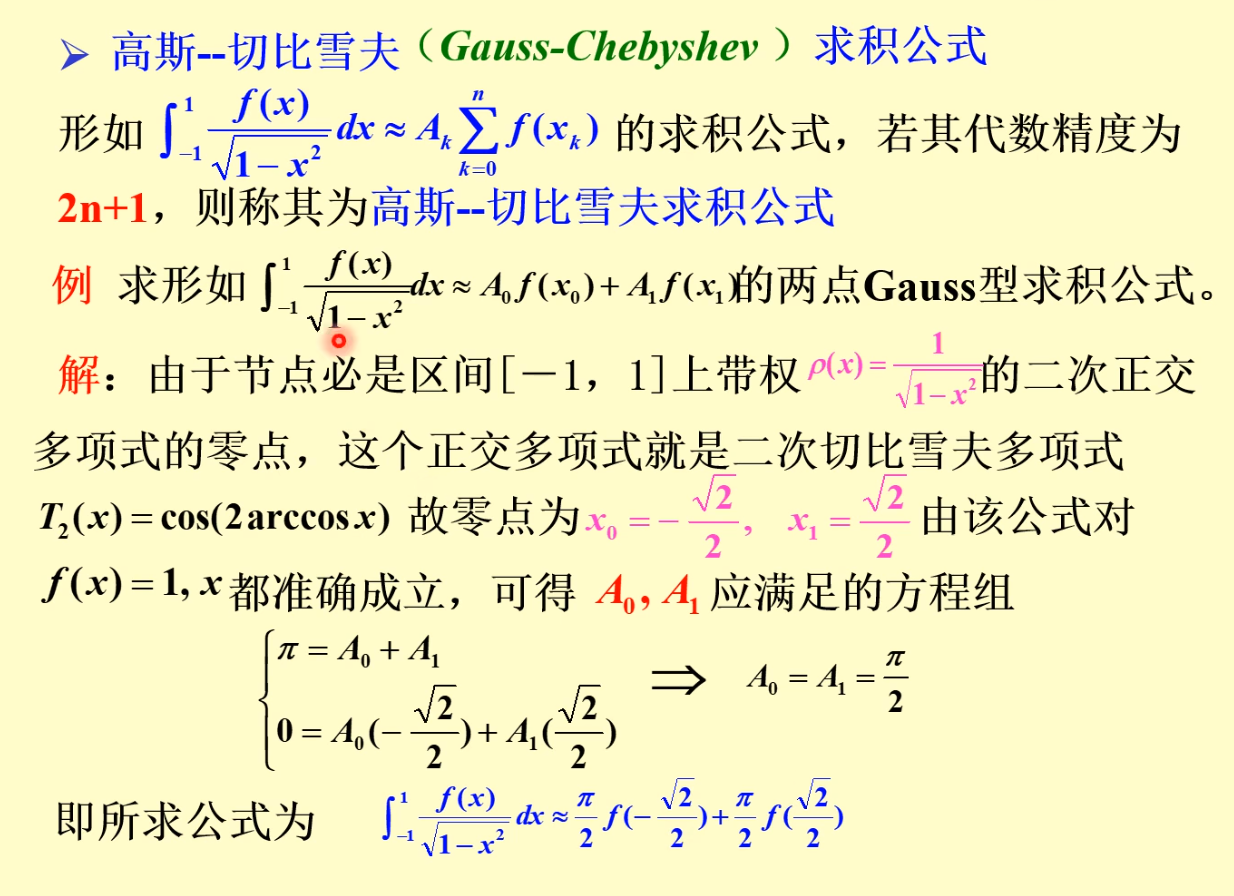 ➢ 高斯--切比雪夫（Gauss-Chebyshev ）求积公式
形如 $\int_{-1}^{1} \frac{f(x)}{\sqrt{1-x^2}} dx \approx A_k \sum_{k=0}^{n} f(x_k)$ 的求积公式，若其代数精度为
2n+1，则称其为高斯--切比雪夫求积公式
例 求形如 $\int_{-1}^{1} \frac{f(x)}{\sqrt{1-x^2}} dx \approx A_0 f(x_0) + A_1 f(x_1)$的两点Gauss型求积公式。
解：由于节点必是区间[－1，1]上带权 $\rho(x) = \frac{1}{\sqrt{1-x^2}}$的二次正交
多项式的零点，这个正交多项式就是二次切比雪夫多项式
$T_2(x) = \cos(2\arccos x)$ 故零点为 $x_0 = -\frac{\sqrt{2}}{2}, x_1 = \frac{\sqrt{2}}{2}$ 由该公式对
$f(x) = 1, x$ 都准确成立，可得 $A_0, A_1$ 应满足的方程组
$\begin{cases} \pi = A_0 + A_1 \\ 0 = A_0(-\frac{\sqrt{2}}{2}) + A_1(\frac{\sqrt{2}}{2}) \end{cases} \Rightarrow A_0 = A_1 = \frac{\pi}{2}$
即所求公式为 $\int_{-1}^{1} \frac{f(x)}{\sqrt{1-x^2}} dx \approx \frac{\pi}{2} f(-\frac{\sqrt{2}}{2}) + \frac{\pi}{2} f(\frac{\sqrt{2}}{2})$